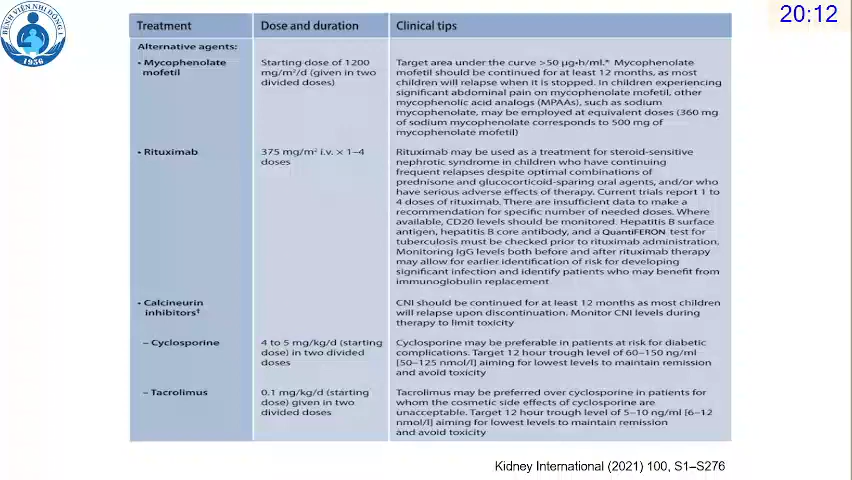 BỆNH VIỆN NHI ĐỒNG 1
1956
20:12
Treatment
Dose and duration
Clinical tips
Alternative agents:
• Mycophenolate
mofetil
Starting dose of 1200
mg/m²/d (given in two
divided doses)
Target area under the curve >50 μg•h/ml.* Mycophenolate
mofetil should be continued for at least 12 months, as most
children will relapse when it is stopped. In children experiencing
significant abdominal pain on mycophenolate mofetil, other
mycophenolic acid analogs (MPAAs), such as sodium
mycophenolate, may be employed at equivalent doses (360 mg
of sodium mycophenolate corresponds to 500 mg of
mycophenolate mofetil)
• Rituximab
375 mg/m² i.v. × 1–4
doses
Rituximab may be used as a treatment for steroid-sensitive
nephrotic syndrome in children who have continuing
frequent relapses despite optimal combinations of
prednisone and glucocorticoid-sparing oral agents, and/or who
have serious adverse effects of therapy. Current trials report 1 to
4 doses of rituximab. There are insufficient data to make a
recommendation for specific number of needed doses. Where
available, CD20 levels should be monitored. Hepatitis B surface
antigen, hepatitis B core antibody, and a QuantiFERON test for
tuberculosis must be checked prior to rituximab administration.
Monitoring IgG levels both before and after rituximab therapy
may allow for earlier identification of risk for developing
significant infection and identify patients who may benefit from
immunoglobulin replacement
• Calcineurin
inhibitors†
CNI should be continued for at least 12 months as most children
will relapse upon discontinuation. Monitor CNI levels during
therapy to limit toxicity
– Cyclosporine
4 to 5 mg/kg/d (starting
dose) in two divided
doses
Cyclosporine may be preferable in patients at risk for diabetic
complications. Target 12 hour trough level of 60–150 ng/ml
[50–125 nmol/l] aiming for lowest levels to maintain remission
and avoid toxicity
– Tacrolimus
0.1 mg/kg/d (starting
dose) given in two
divided doses
Tacrolimus may be preferred over cyclosporine in patients for
whom the cosmetic side effects of cyclosporine are
unacceptable. Target 12 hour trough level of 5–10 ng/ml [6–12
nmol/l] aiming for lowest levels to maintain remission
and avoid toxicity
Kidney International (2021) 100, S1–S276